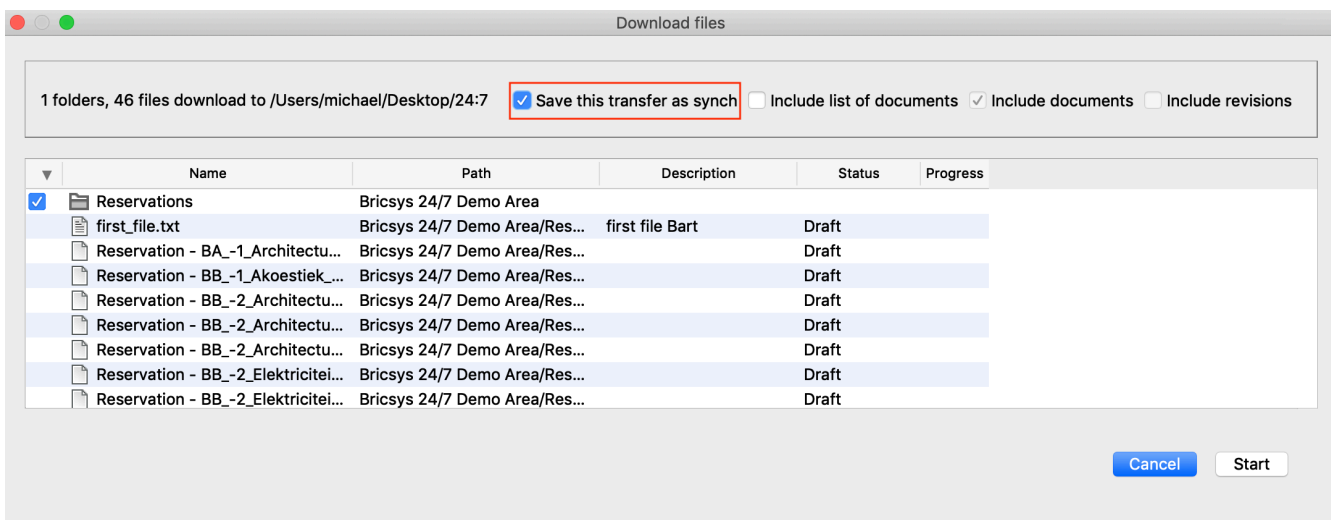 Download files
1 folders, 46 files download to /Users/michael/Desktop/24:7 Save this transfer as synch Include list of documents Include documents Include revisions
Name Path Description Status Progress
Reservations Bricsys 24/7 Demo Area
first_file.txt Bricsys 24/7 Demo Area/Res... first file Bart Draft
Reservation - BA_-1_Architectu... Bricsys 24/7 Demo Area/Res... Draft
Reservation - BB_-1_Akoestiek_... Bricsys 24/7 Demo Area/Res... Draft
Reservation - BB_-2_Architectu... Bricsys 24/7 Demo Area/Res... Draft
Reservation - BB_-2_Architectu... Bricsys 24/7 Demo Area/Res... Draft
Reservation - BB_-2_Architectu... Bricsys 24/7 Demo Area/Res... Draft
Reservation - BB_-2_Elektricitei... Bricsys 24/7 Demo Area/Res... Draft
Reservation - BB_-2_Elektricitei... Bricsys 24/7 Demo Area/Res... Draft
Cancel Start